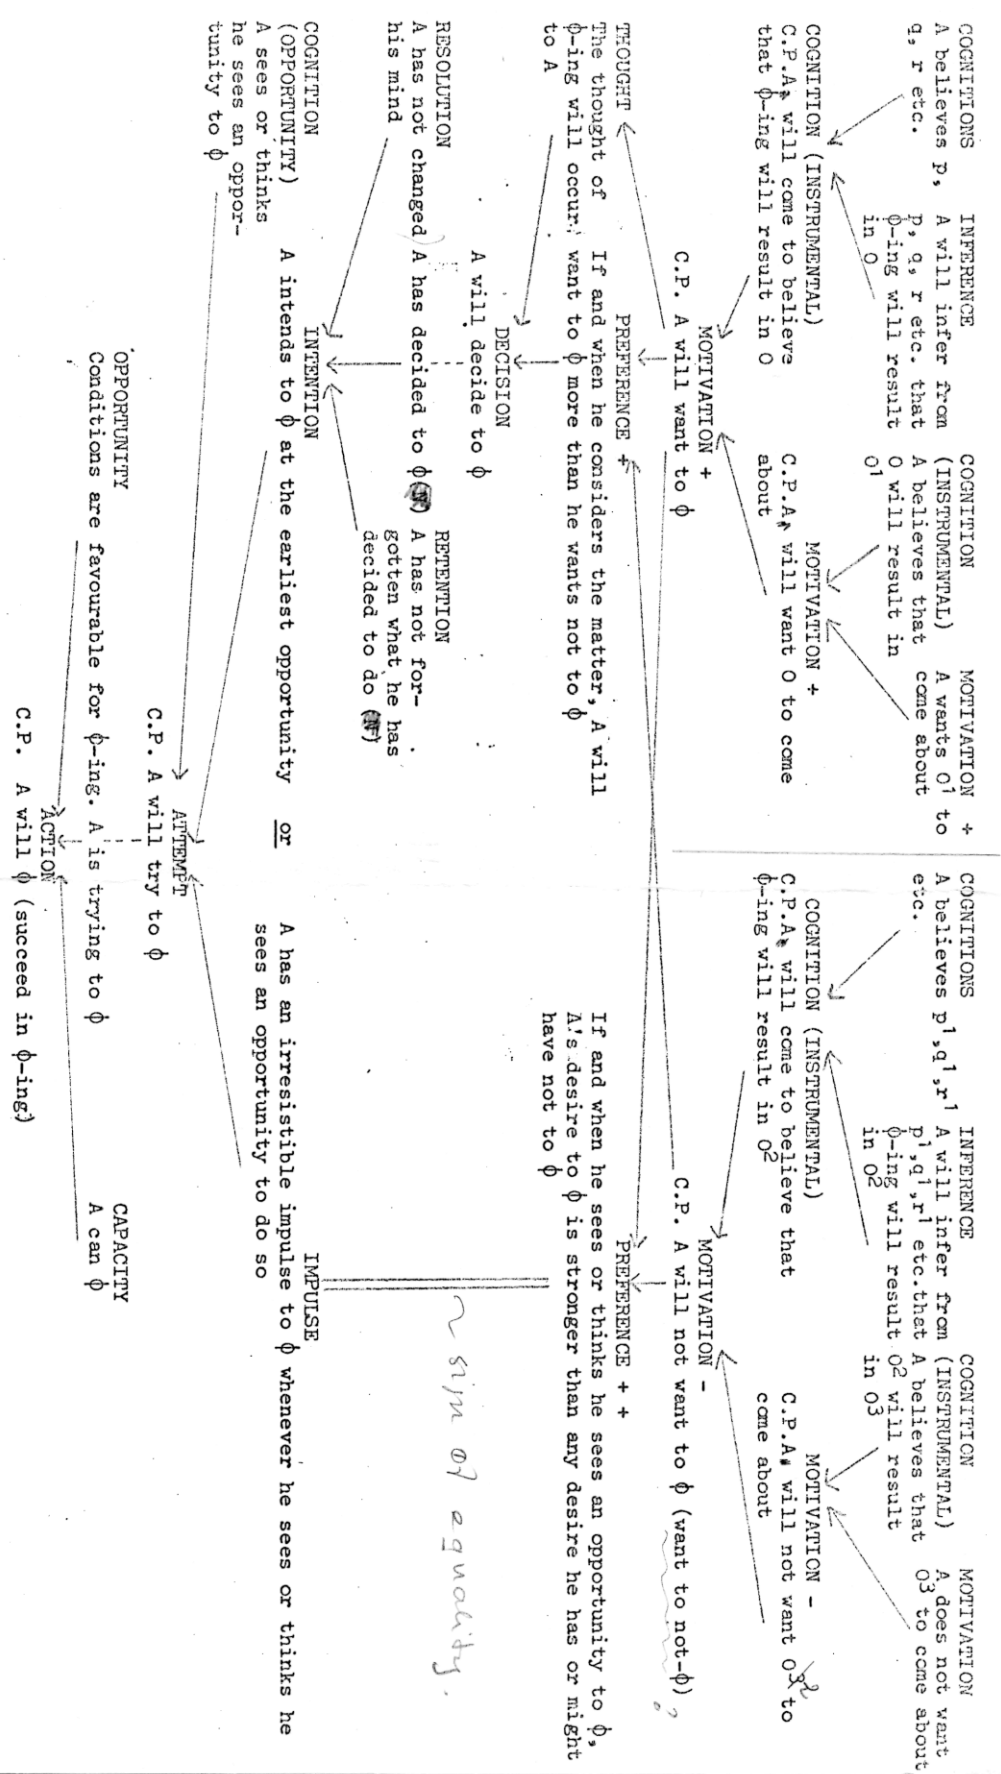 COGNITIONS
A believes p,
q, r etc.
INFERENCE
A will infer from
p, q, r etc. that
ϕ-ing will result
in O
COGNITION
(INSTRUMENTAL)
A believes that
O will result in
O¹
MOTIVATION +
A wants O¹ to
come about
COGNITION (INSTRUMENTAL)
C.P.A. will come to believe
that ϕ-ing will result in O
MOTIVATION +
C.P.A. will want O to come
about
MOTIVATION +
C.P. A will want to ϕ
THOUGHT
The thought of
ϕ-ing will occur
to A
PREFERENCE +
If and when he considers the matter, A will
want to ϕ more than he wants not to ϕ
DECISION
A will decide to ϕ
RESOLUTION
A has not changed
his mind
A has decided to ϕ (N)
RETENTION
A has not for-
gotten what he has
decided to do (N)
INTENTION
A intends to ϕ at the earliest opportunity
or
COGNITION
(OPPORTUNITY)
A sees or thinks
he sees an oppor-
tunity to ϕ
COGNITIONS
A believes p¹,q¹,r¹
etc.
INFERENCE
A will infer from
p¹,q¹,r¹ etc.that
ϕ-ing will result
in O²
COGNITION
(INSTRUMENTAL)
A believes that
O² will result
in O³
MOTIVATION
A does not want
O³ to come about
COGNITION (INSTRUMENTAL)
C.P.A. will come to believe that
ϕ-ing will result in O²
MOTIVATION -
C.P.A. will not want O² to
come about
MOTIVATION -
C.P. A will not want to ϕ (want to not-ϕ) ?
PREFERENCE + +
If and when he sees or thinks he sees an opportunity to ϕ,
A's desire to ϕ is stronger than any desire he has or might
have not to ϕ
~ sign of equality.
IMPULSE
A has an irresistible impulse to ϕ whenever he sees or thinks he
sees an opportunity to do so
ATTEMPT
C.P. A will try to ϕ
OPPORTUNITY
Conditions are favourable for ϕ-ing.
A is trying to ϕ
CAPACITY
A can ϕ
ACTION
C.P. A will ϕ (succeed in ϕ-ing)